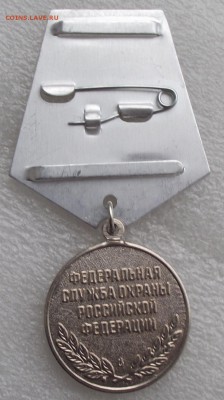 COINS.LAVE.RU
ФЕДЕРАЛЬНАЯ
СЛУЖБА ОХРАНЫ
РОССИЙСКОЙ
ФЕДЕРАЦИИ